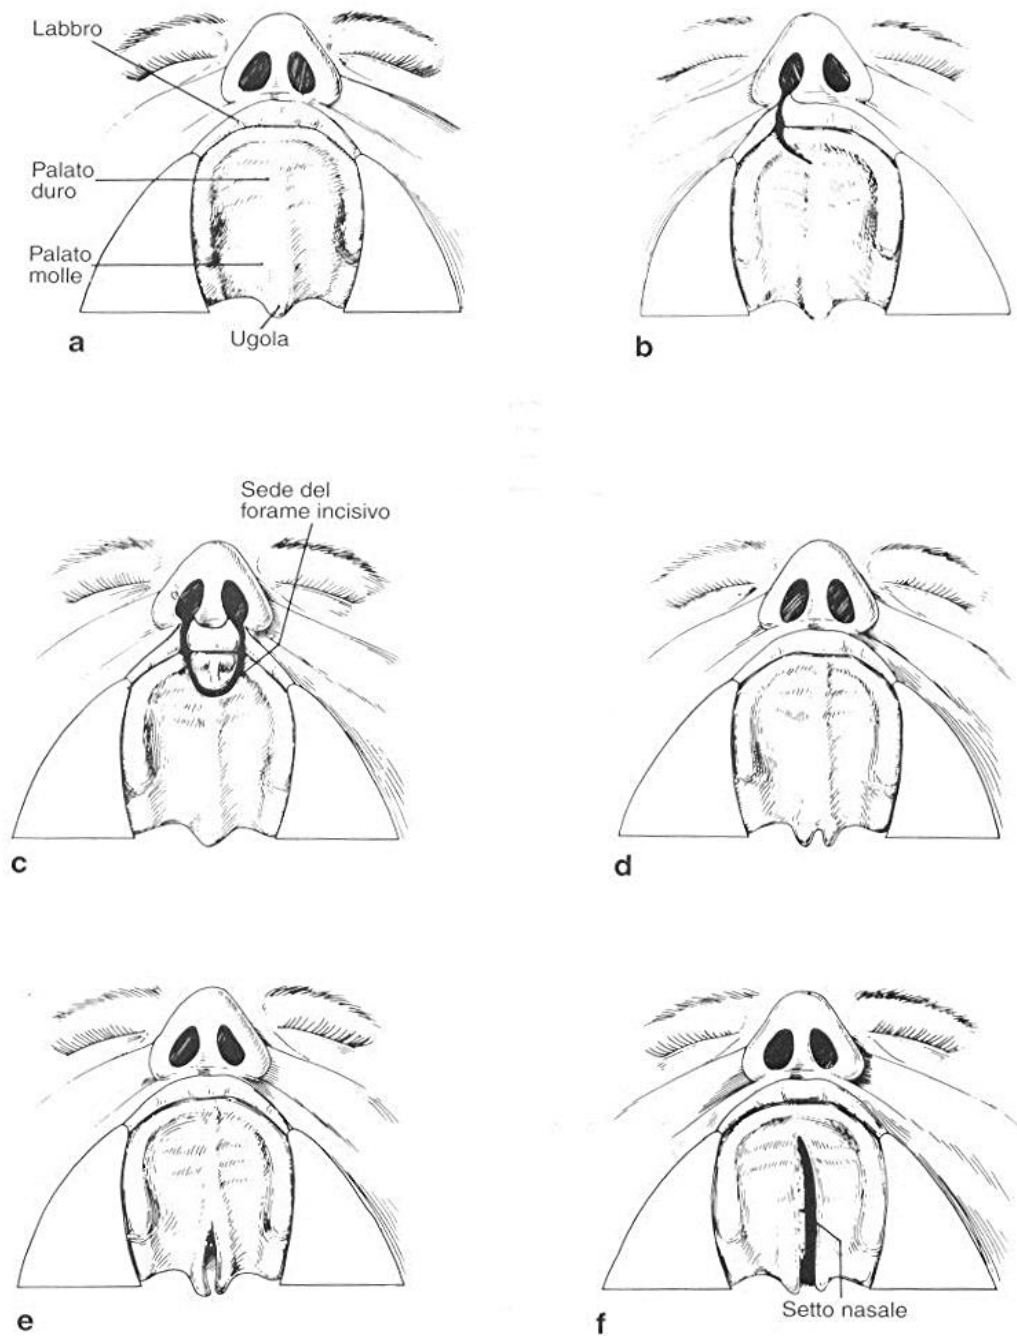 Labbro
Palato
duro
Palato
molle
Ugola
a
b
Sede del
forame incisivo
c
d
e
Setto nasale
f